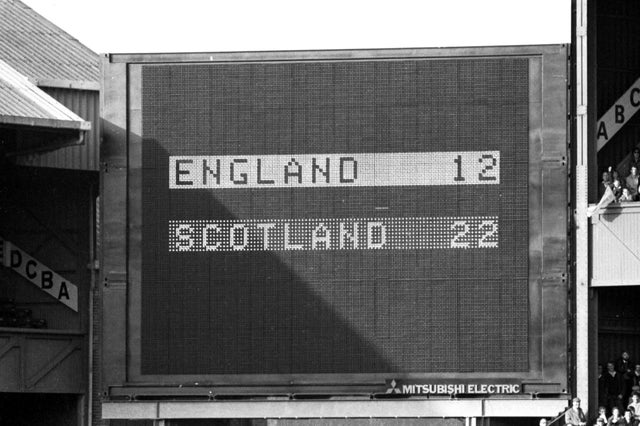 ENGLAND 12
SCOTLAND 22
MITSUBISHI ELECTRIC
DCBA
ABC